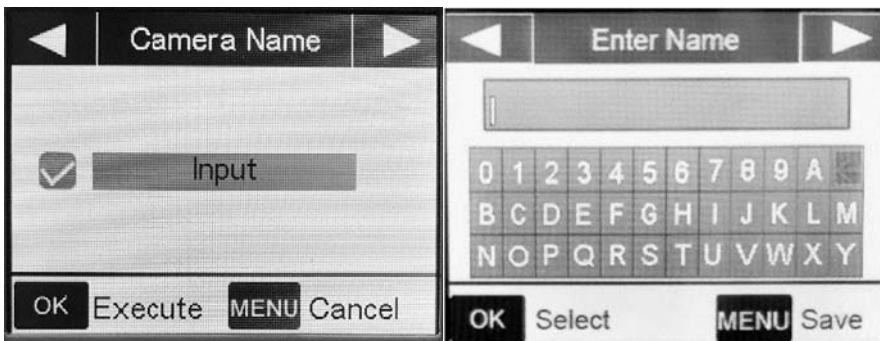 Camera Name
Input
OK Execute MENU Cancel
Enter Name
0 1 2 3 4 5 6 7 8 9 A
B C D E F G H I J K L M
N O P Q R S T U V W X Y
OK Select MENU Save